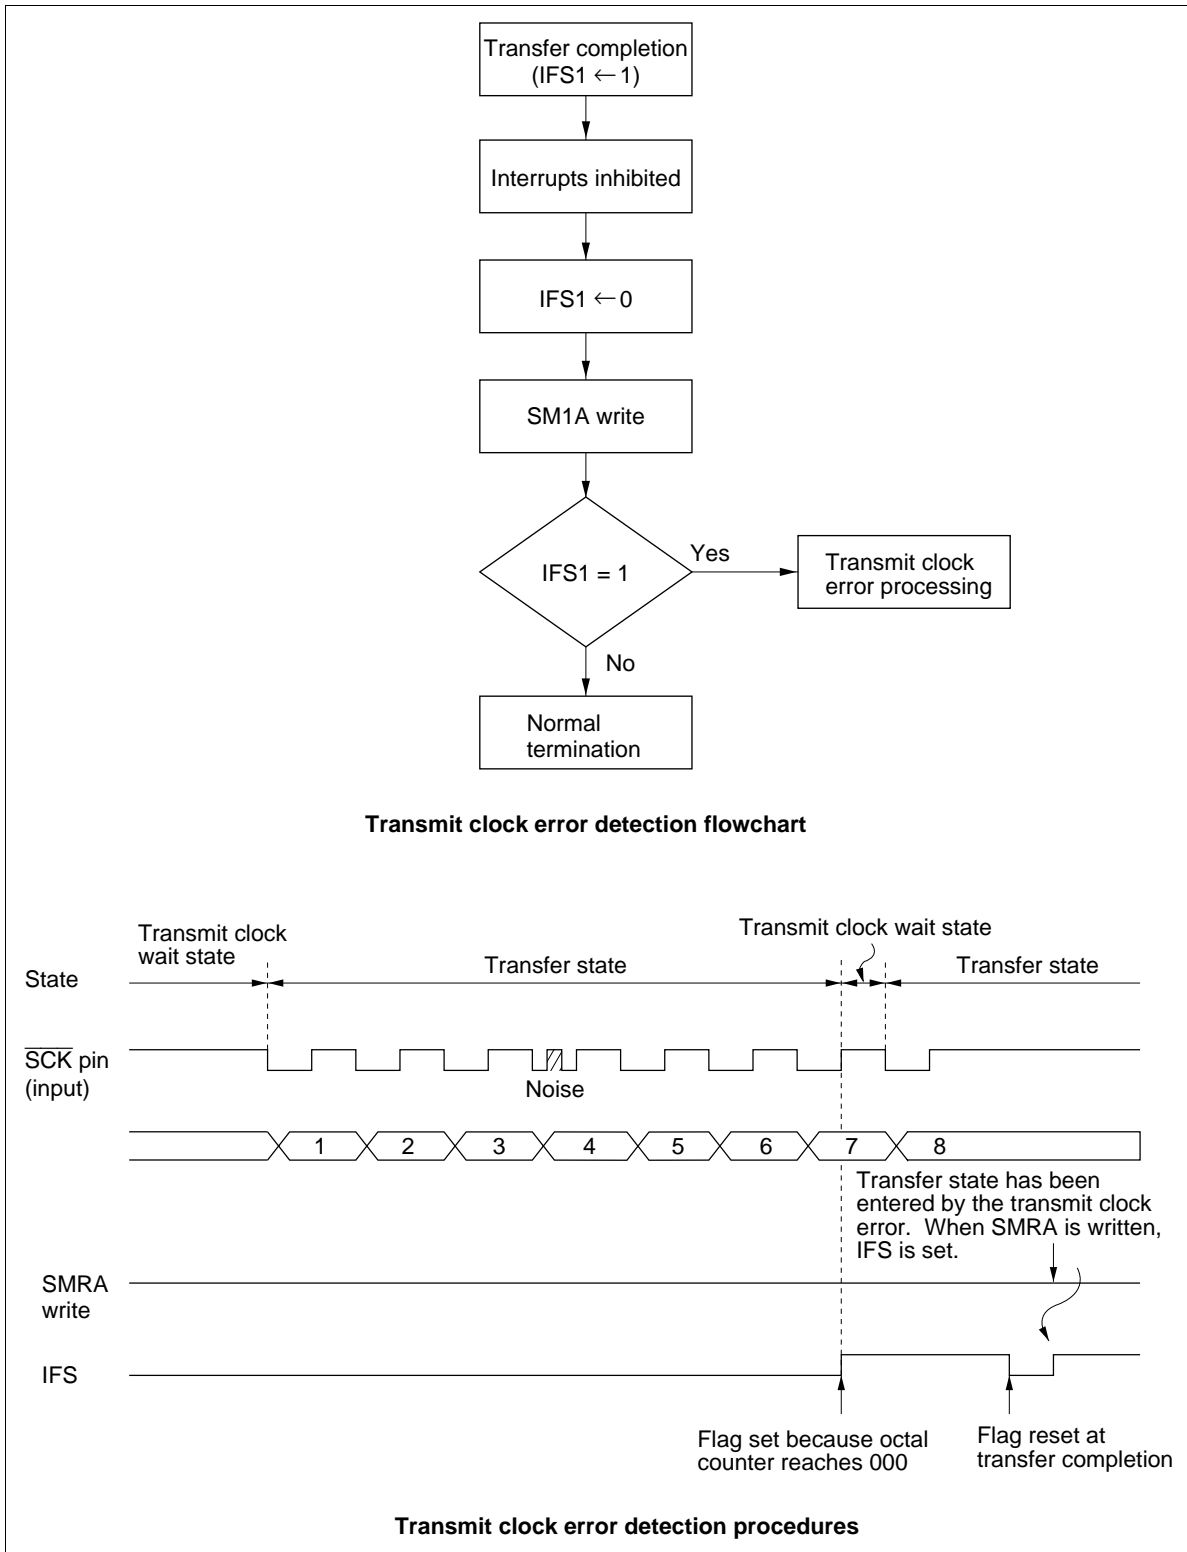 Transfer completion
(IFS1 ← 1)
Interrupts inhibited
IFS1 ← 0
SM1A write
IFS1 = 1
Yes
Transmit clock
error processing
No
Normal
termination
Transmit clock error detection flowchart
Transmit clock
wait state
Transmit clock wait state
State
Transfer state
Transfer state
SCK pin
(input)
Noise
1 2 3 4 5 6 7 8
Transfer state has been
entered by the transmit clock
error. When SMRA is written,
IFS is set.
SMRA
write
IFS
Flag set because octal
counter reaches 000
Flag reset at
transfer completion
Transmit clock error detection procedures